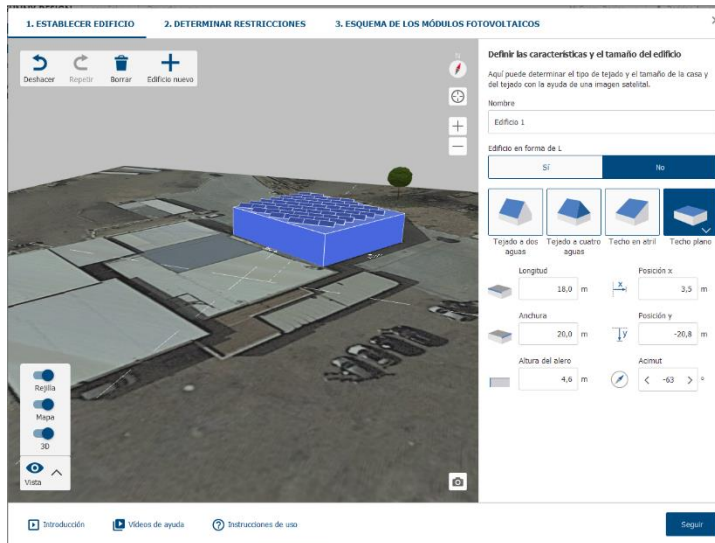 1. ESTABLECER EDIFICIO
2. DETERMINAR RESTRICCIONES
3. ESQUEMA DE LOS MÓDULOS FOTOVOLTAICOS
Deshacer
Repetir
Borrar
Edificio nuevo
Rejilla
Mapa
3D
Vista
Definir las características y el tamaño del edificio
Aquí puede determinar el tipo de tejado y el tamaño de la casa y
del tejado con la ayuda de una imagen satelital.
Nombre
Edificio 1
Edificio en forma de L
Sí
No
Tejado a dos
aguas
Tejado a cuatro
aguas
Techo en atril
Techo plano
Longitud
18,0 m
Posición x
x
3,5 m
Anchura
20,0 m
Posición y
y
-20,8 m
Altura del alero
4,6 m
Acimut
< -63 > °
Introducción
Vídeos de ayuda
Instrucciones de uso
Seguir